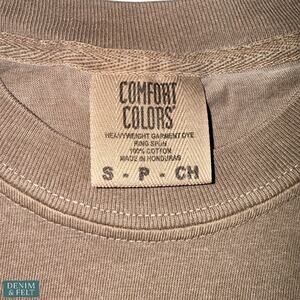 COMFORT
COLORS®
HEAVYWEIGHT GARMENT DYE
RING SPUN
100% COTTON
MADE IN HONDURAS
S - P - CH
DENIM
& FELT